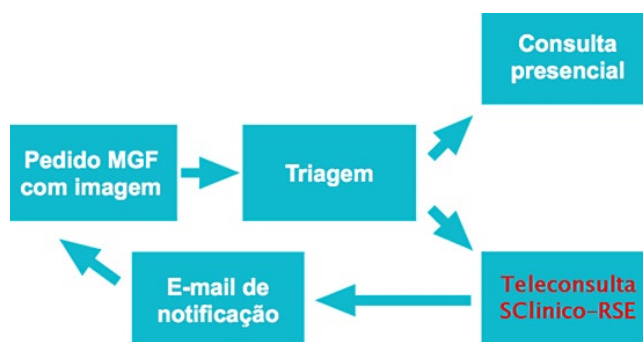 Consulta
presencial
Pedido MGF
com imagem
Triagem
E-mail de
notificação
Teleconsulta
SClinico-RSE